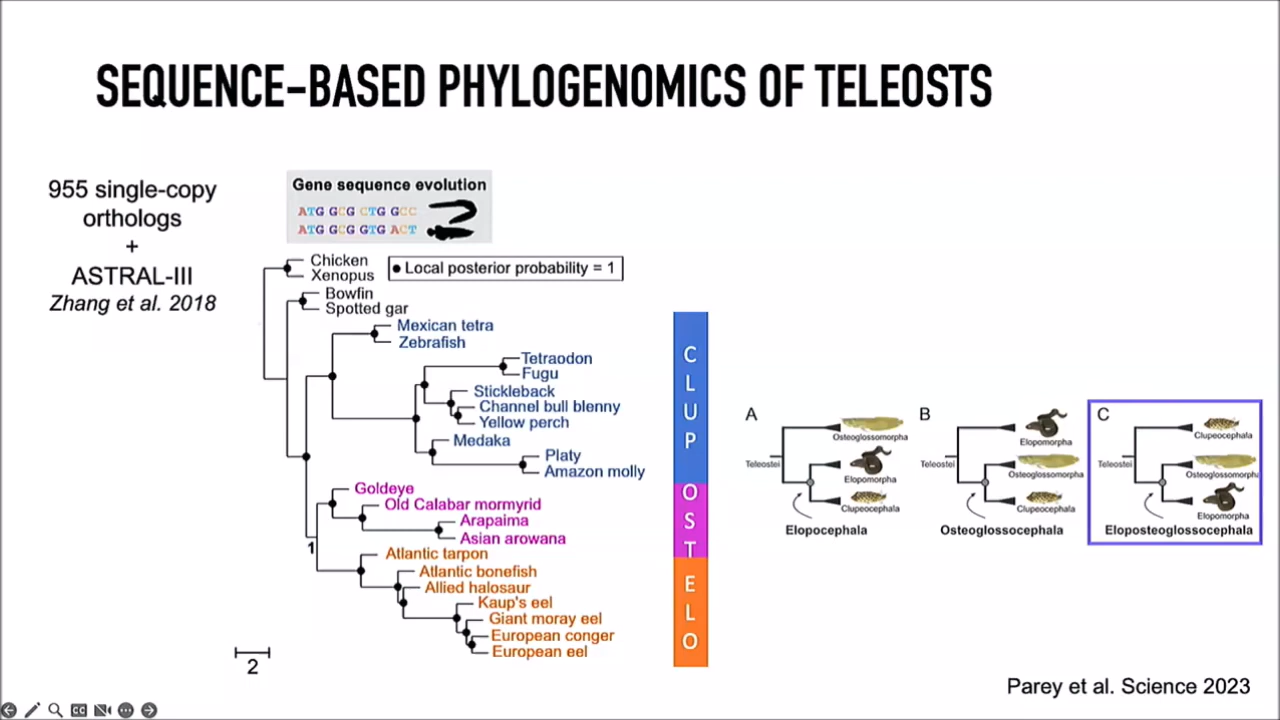 SEQUENCE-BASED PHYLOGENOMICS OF TELEOSTS
955 single-copy
orthologs
+
ASTRAL-III
Zhang et al. 2018
Gene sequence evolution
ATG GCG CTG GCC
ATG GCG GTG ACT
Chicken
Xenopus
Local posterior probability = 1
Bowfin
Spotted gar
Mexican tetra
Zebrafish
Tetraodon
Fugu
Stickleback
Channel bull blenny
Yellow perch
Medaka
Platy
Amazon molly
Goldeye
Old Calabar mormyrid
Arapaima
Asian arowana
1
Atlantic tarpon
Atlantic bonefish
Allied halosaur
Kaup's eel
Giant moray eel
European conger
European eel
2
C
L
U
P
O
S
T
E
L
O
A
Osteoglossomorpha
Teleostei
Elopomorpha
Clupeocephala
Elopocephala
B
Elopomorpha
Teleostei
Osteoglossomorpha
Clupeocephala
Osteoglossocephala
C
Clupeocephala
Teleostei
Osteoglossomorpha
Elopomorpha
Eloposteoglossocephala
Parey et al. Science 2023
CC